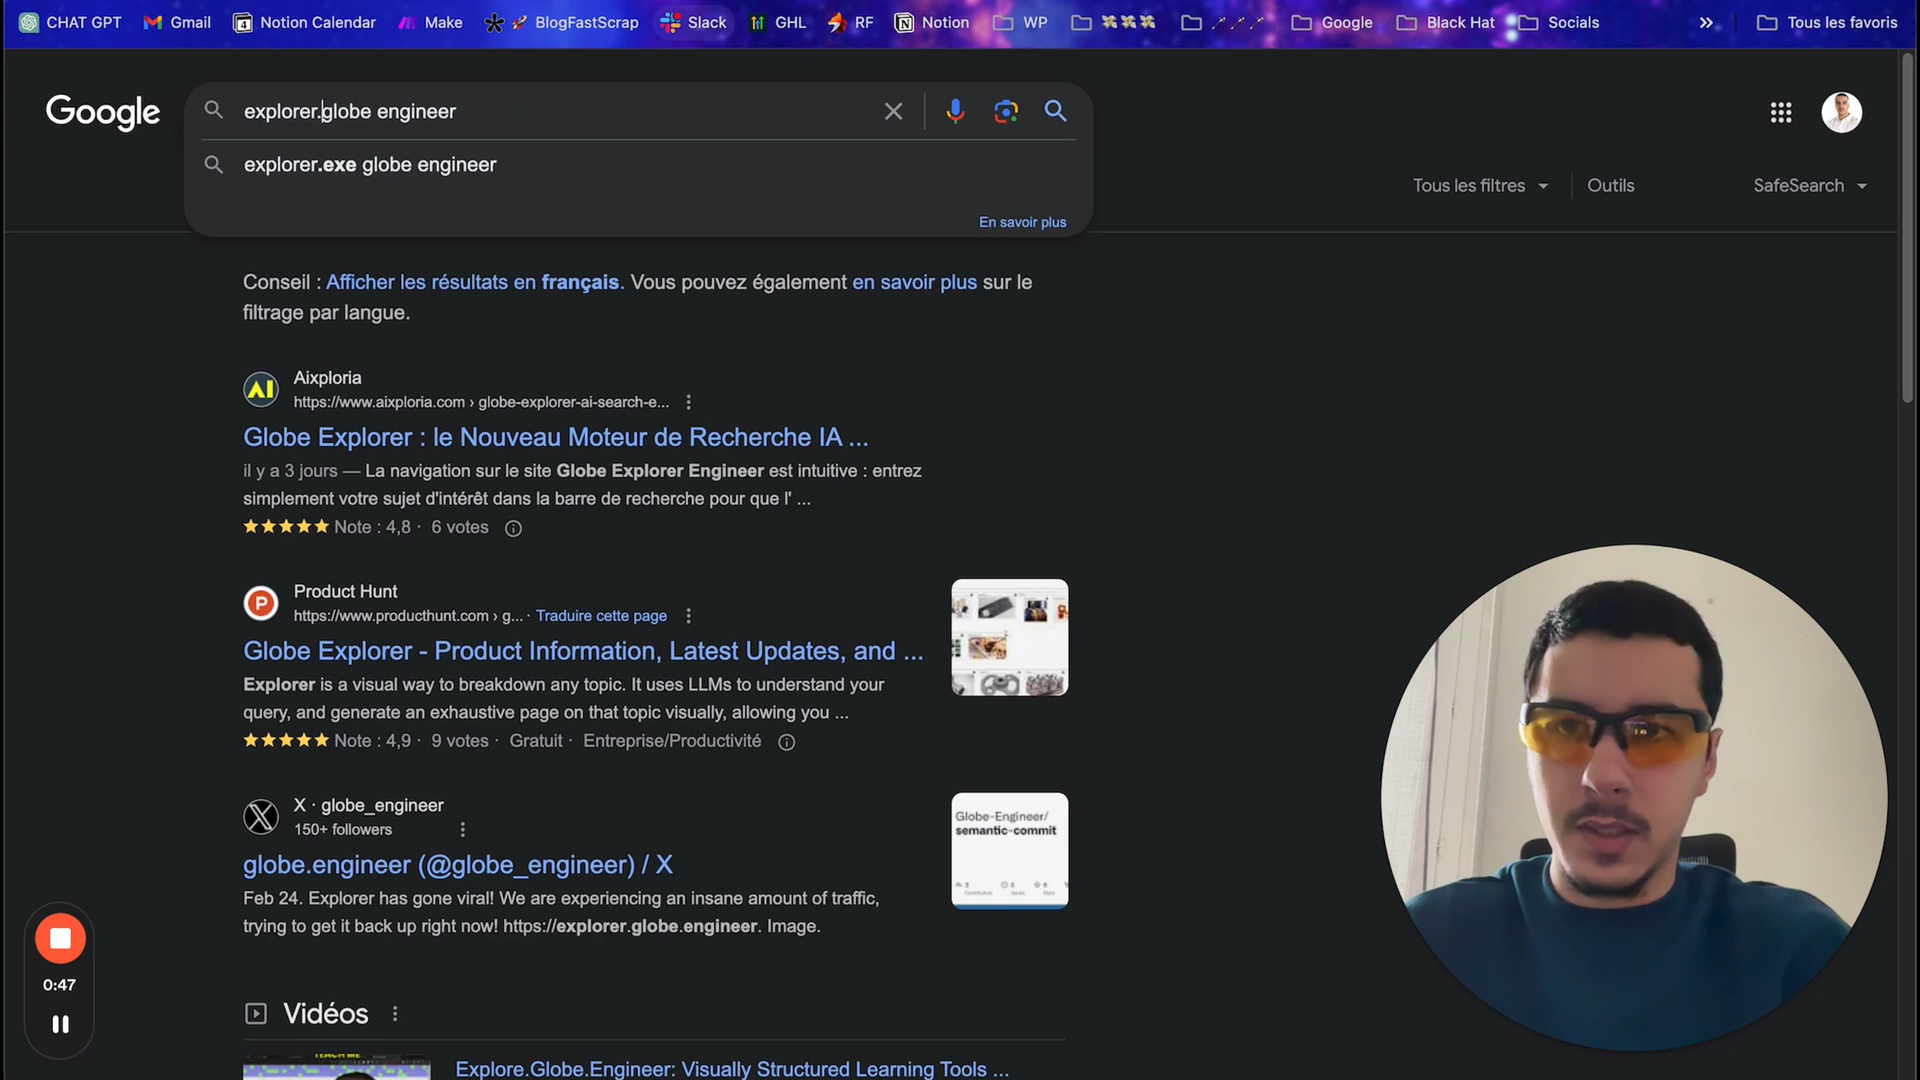 CHAT GPT Gmail Notion Calendar Make BlogFastScrap Slack GHL RF Notion WP Google Black Hat Socials » Tous les favoris
Google
explorer.globe engineer
explorer.exe globe engineer
En savoir plus
Tous les filtres Outils SafeSearch
Conseil : Afficher les résultats en français. Vous pouvez également en savoir plus sur le
filtrage par langue.
Aixploria
https://www.aixploria.com › globe-explorer-ai-search-e...
Globe Explorer : le Nouveau Moteur de Recherche IA ...
il y a 3 jours — La navigation sur le site Globe Explorer Engineer est intuitive : entrez
simplement votre sujet d'intérêt dans la barre de recherche pour que l' ...
Note : 4,8 · 6 votes
Product Hunt
https://www.producthunt.com › g... · Traduire cette page
Globe Explorer - Product Information, Latest Updates, and ...
Explorer is a visual way to breakdown any topic. It uses LLMs to understand your
query, and generate an exhaustive page on that topic visually, allowing you ...
Note : 4,9 · 9 votes · Gratuit · Entreprise/Productivité
X · globe_engineer
150+ followers
globe.engineer (@globe_engineer) / X
Feb 24. Explorer has gone viral! We are experiencing an insane amount of traffic,
trying to get it back up right now! https://explorer.globe.engineer. Image.
Globe-Engineer/
semantic-commit
0:47
Vidéos
TEACH ME
Explore.Globe.Engineer: Visually Structured Learning Tools ...